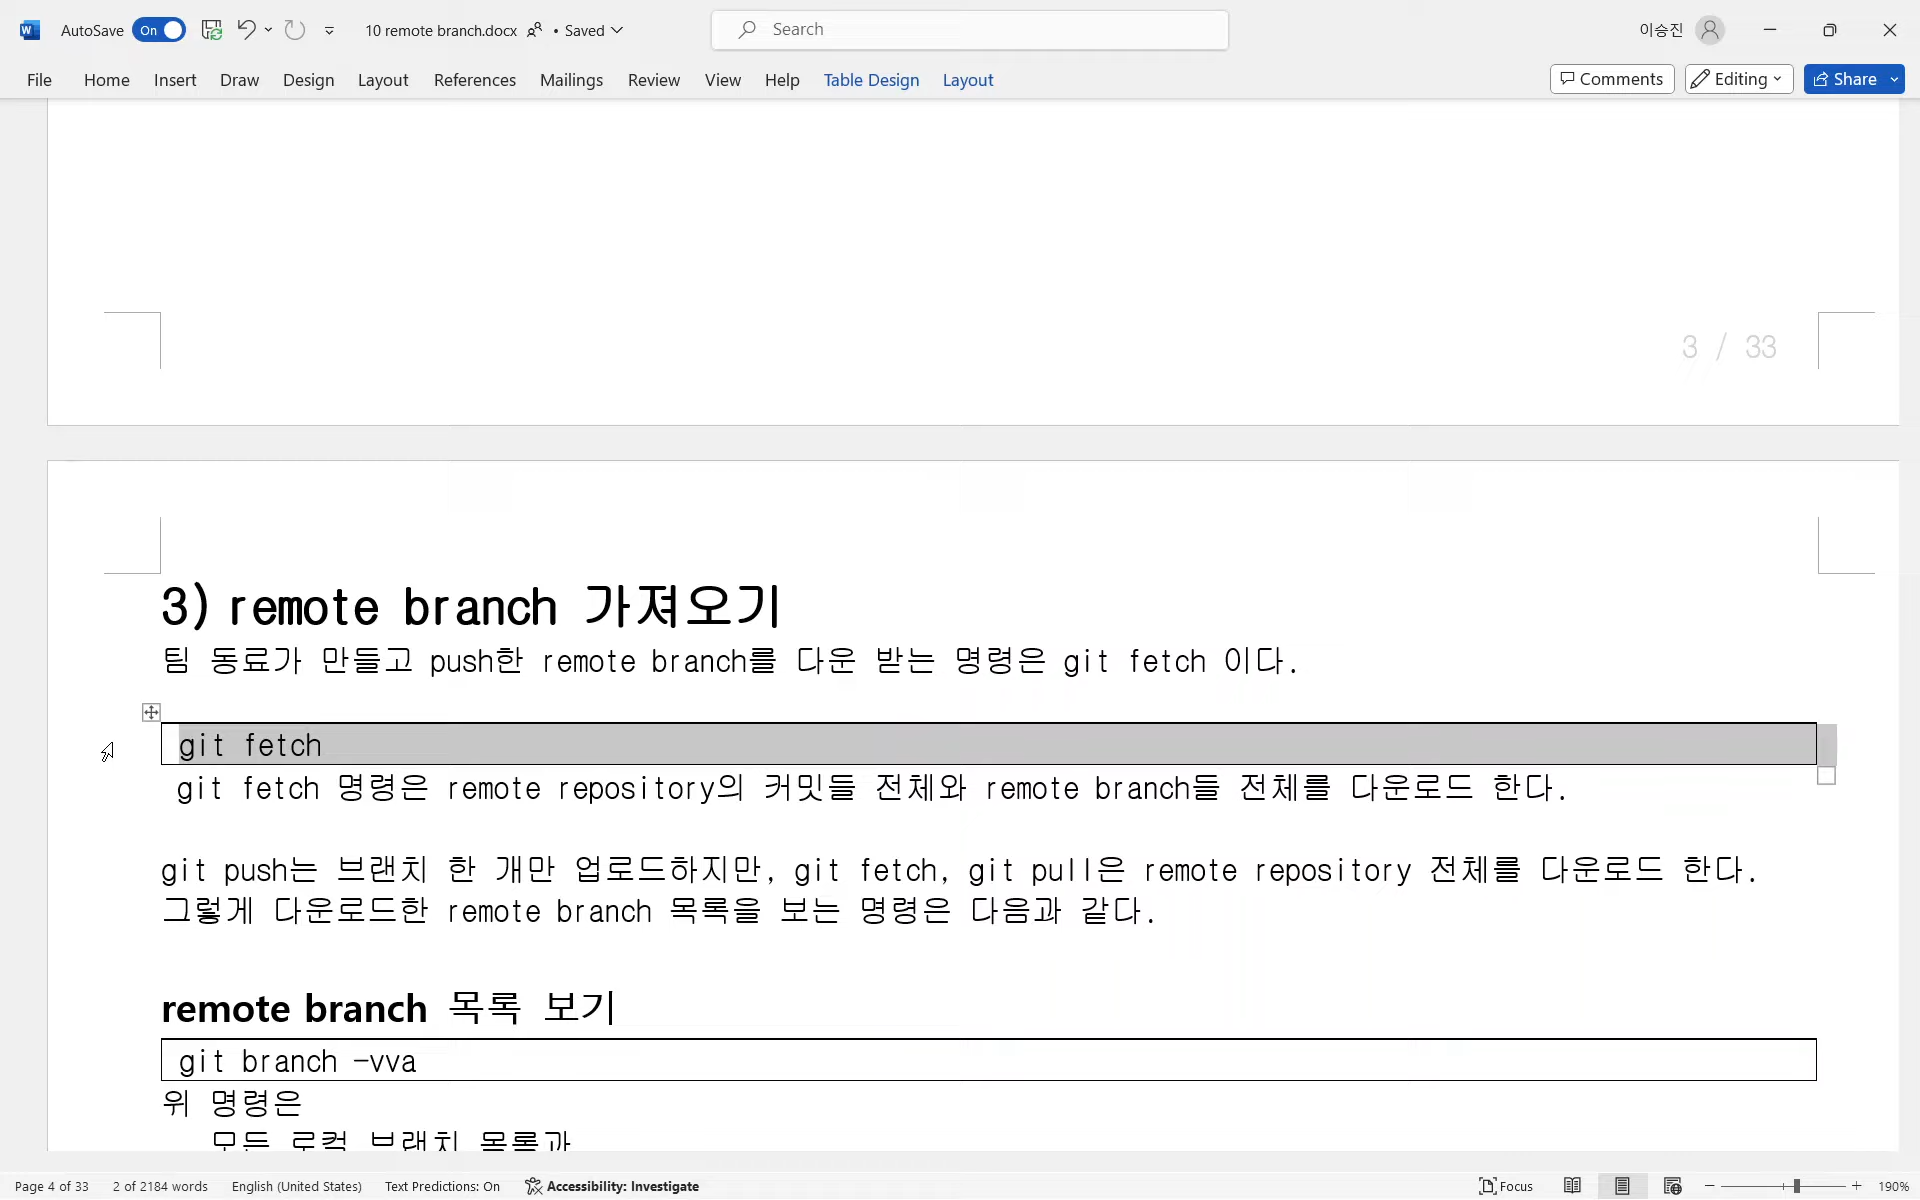 AutoSave On 10 remote branch.docx • Saved Search 이승진
File Home Insert Draw Design Layout References Mailings Review View Help Table Design Layout Comments Editing Share
3 / 33
3) remote branch 가져오기
팀 동료가 만들고 push한 remote branch를 다운 받는 명령은 git fetch 이다.
git fetch
git fetch 명령은 remote repository의 커밋들 전체와 remote branch들 전체를 다운로드 한다.
git push는 브랜치 한 개만 업로드하지만, git fetch, git pull은 remote repository 전체를 다운로드 한다.
그렇게 다운로드한 remote branch 목록을 보는 명령은 다음과 같다.
remote branch 목록 보기
git branch -vva
위 명령은
모든 로컬 브랜치 목록과
Page 4 of 33 2 of 2184 words English (United States) Text Predictions: On Accessibility: Investigate Focus 190%